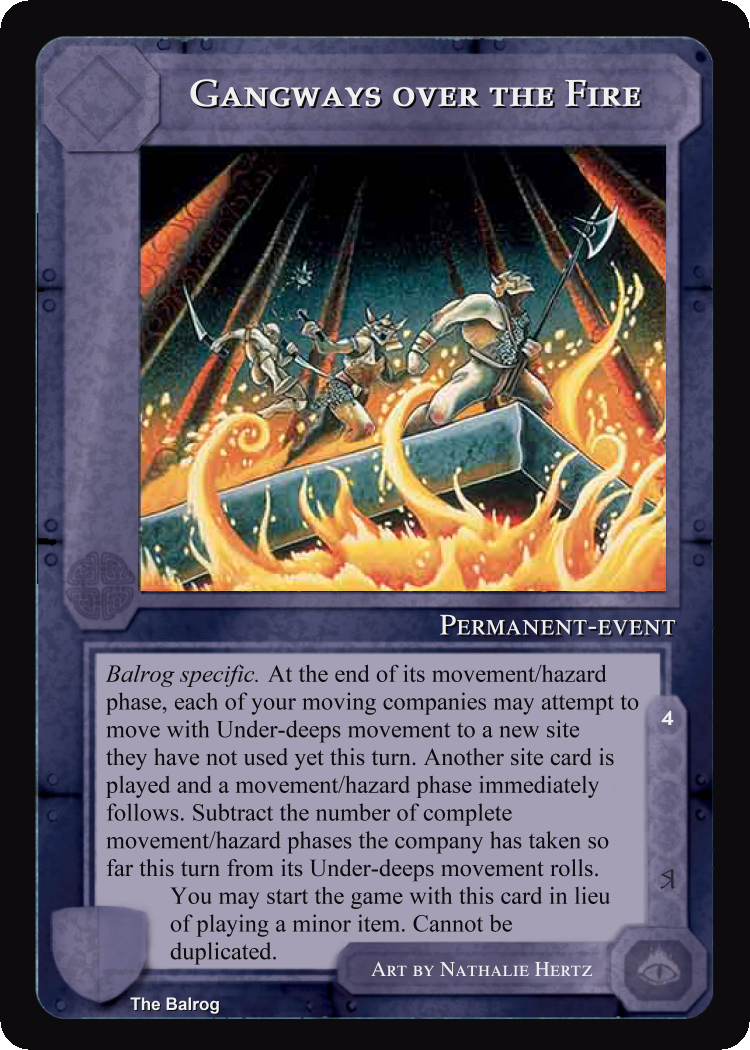 Gangways over the Fire
Permanent-event
Balrog specific. At the end of its movement/hazard
phase, each of your moving companies may attempt to
move with Under-deeps movement to a new site
they have not used yet this turn. Another site card is
played and a movement/hazard phase immediately
follows. Subtract the number of complete
movement/hazard phases the company has taken so
far this turn from its Under-deeps movement rolls.
You may start the game with this card in lieu
of playing a minor item. Cannot be
duplicated.
4
Art by Nathalie Hertz
The Balrog